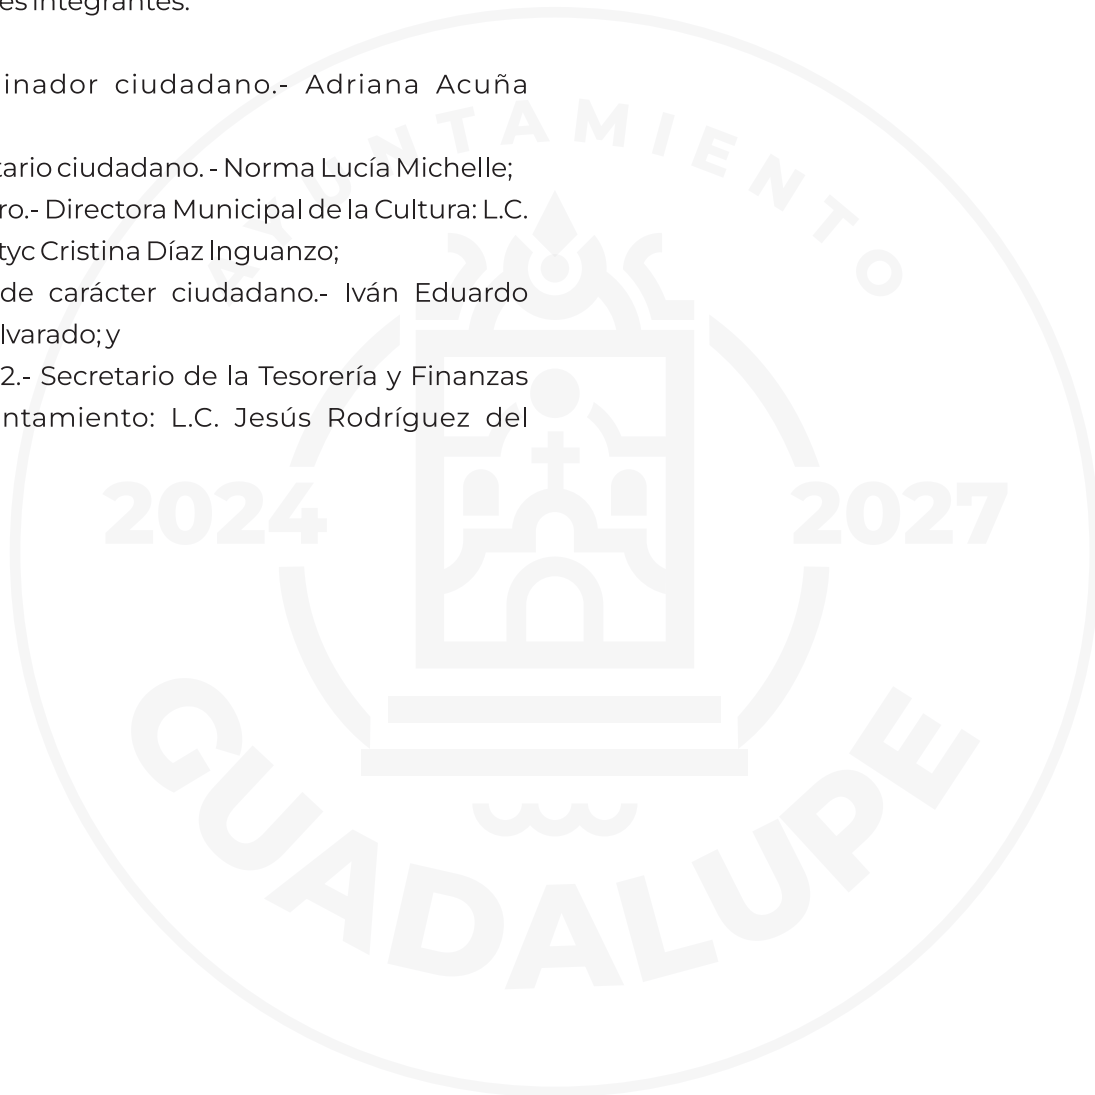 es integrantes.
inador ciudadano.- Adriana Acuña
tario ciudadano. - Norma Lucía Michelle;
ro.- Directora Municipal de la Cultura: L.C.
tyc Cristina Díaz Inguanzo;
de carácter ciudadano.- Iván Eduardo
lvarado; y
2.- Secretario de la Tesorería y Finanzas
ntamiento: L.C. Jesús Rodríguez del
AYUNTAMIENTO
2024 2027
GUADALUPE